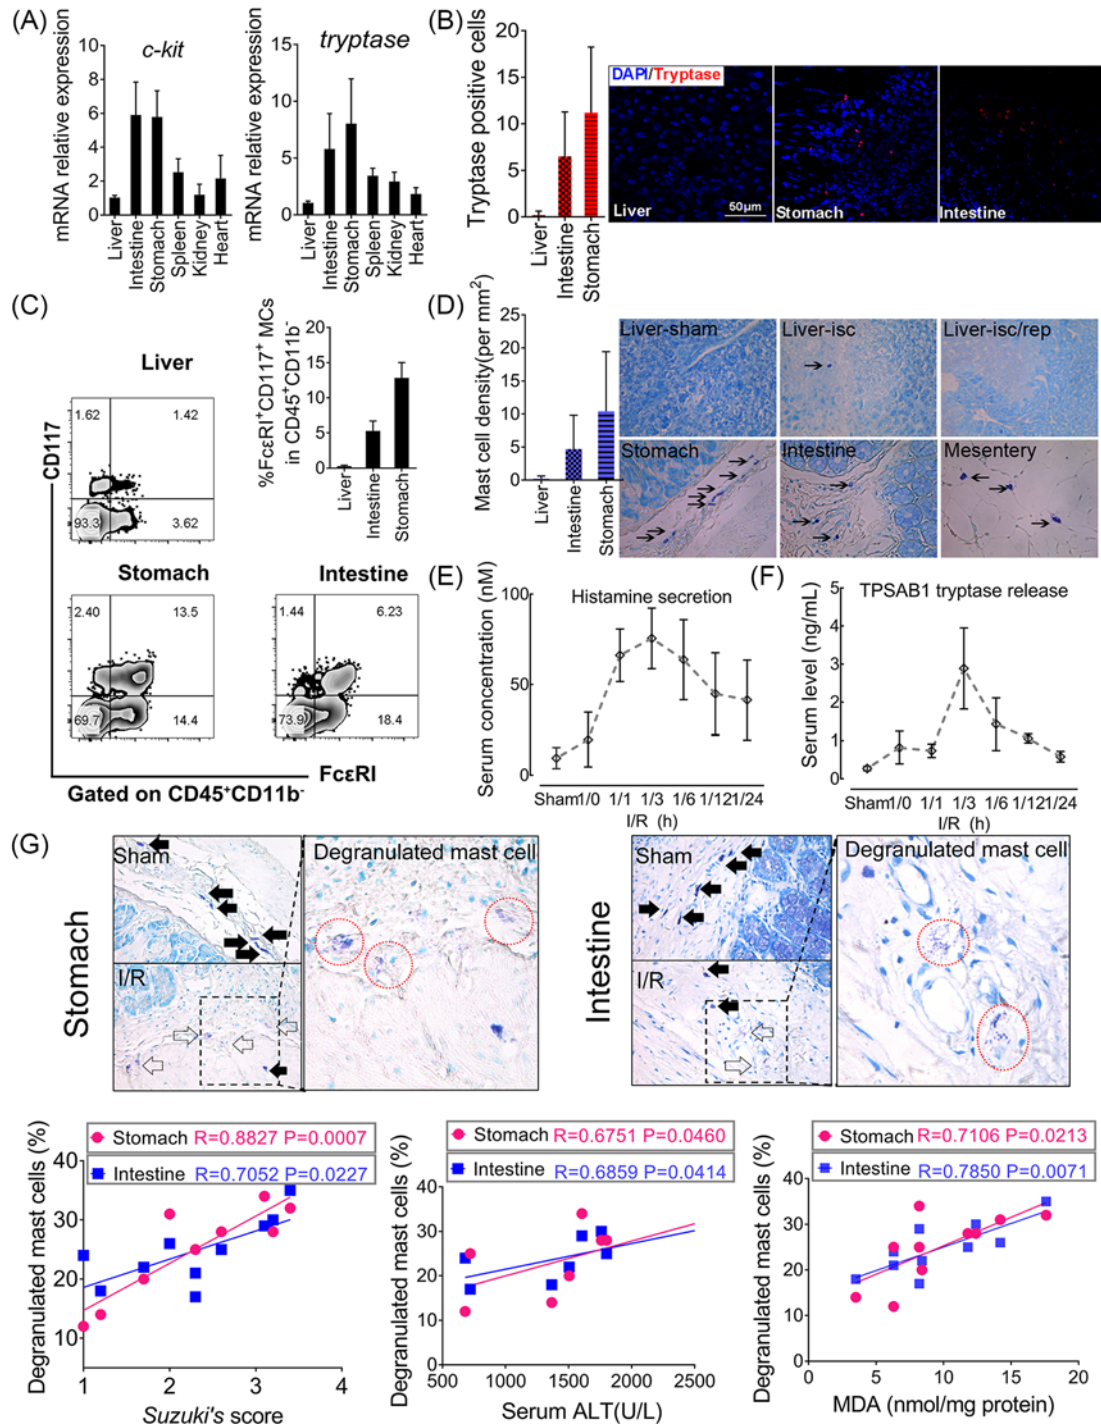 (A)
c-kit
mRNA relative expression
10
8
6
4
2
0
Liver
Intestine
Stomach
Spleen
Kidney
Heart
tryptase
mRNA relative expression
15
10
5
0
Liver
Intestine
Stomach
Spleen
Kidney
Heart
(B)
Tryptase positive cells
20
15
10
5
0
Liver
Intestine
Stomach
DAPI/Tryptase
Liver
50μm
Stomach
Intestine
(C)
Liver
CD117
1.62
1.42
93.3
3.62
%FcεRI⁺CD117⁺ MCs
in CD45⁺CD11b⁻
20
15
10
5
0
Liver
Intestine
Stomach
Stomach
2.40
13.5
69.7
14.4
Intestine
1.44
6.23
73.9
18.4
FcεRI
Gated on CD45⁺CD11b⁻
(D)
Mast cell density(per mm²)
25
20
15
10
5
0
Liver
Intestine
Stomach
Liver-sham
Liver-isc
Liver-isc/rep
Stomach
Intestine
Mesentery
(E)
Histamine secretion
Serum concentration (nM)
100
50
0
Sham 1/0 1/1 1/3 1/6 1/12 1/24
I/R (h)
(F)
TPSAB1 tryptase release
Serum level (ng/mL)
5
4
3
2
1
0
Sham 1/0 1/1 1/3 1/6 1/12 1/24
I/R (h)
(G)
Stomach
Sham
I/R
Degranulated mast cell
Intestine
Sham
I/R
Degranulated mast cell
Stomach R=0.8827 P=0.0007
Intestine R=0.7052 P=0.0227
Degranulated mast cells (%)
40
30
20
10
1 2 3 4
Suzuki's score
Stomach R=0.6751 P=0.0460
Intestine R=0.6859 P=0.0414
Degranulated mast cells (%)
40
30
20
10
0
500 1000 1500 2000 2500
Serum ALT(U/L)
Stomach R=0.7106 P=0.0213
Intestine R=0.7850 P=0.0071
Degranulated mast cells (%)
40
30
20
10
0
0 5 10 15 20
MDA (nmol/mg protein)